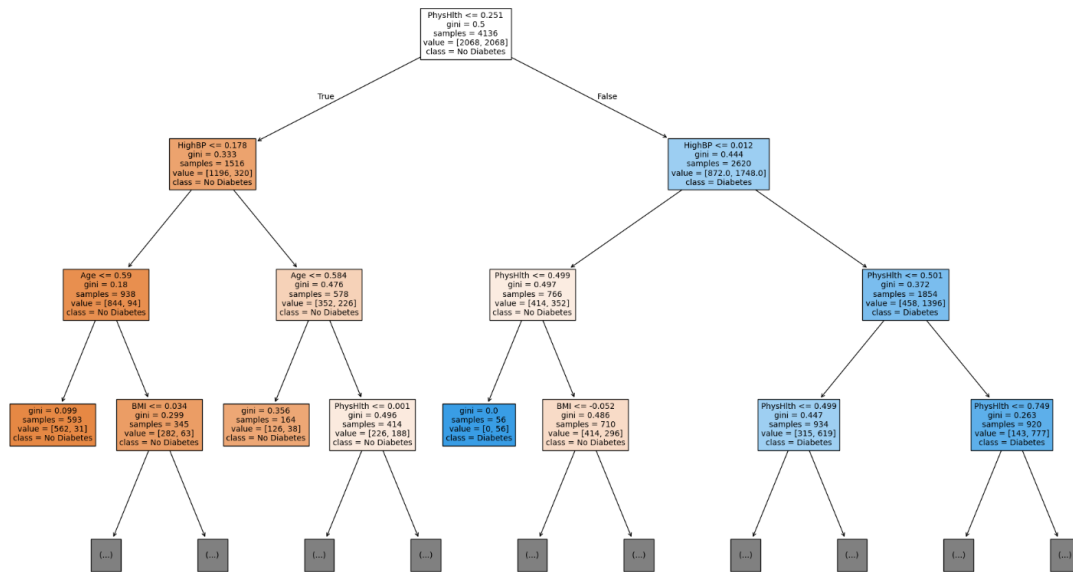 PhysHlth <= 0.251
gini = 0.5
samples = 4136
value = [2068, 2068]
class = No Diabetes
True
False
HighBP <= 0.178
gini = 0.333
samples = 1516
value = [1196, 320]
class = No Diabetes
HighBP <= 0.012
gini = 0.444
samples = 2620
value = [872.0, 1748.0]
class = Diabetes
Age <= 0.59
gini = 0.18
samples = 938
value = [844, 94]
class = No Diabetes
Age <= 0.584
gini = 0.476
samples = 578
value = [352, 226]
class = No Diabetes
PhysHlth <= 0.499
gini = 0.497
samples = 766
value = [414, 352]
class = No Diabetes
PhysHlth <= 0.501
gini = 0.372
samples = 1854
value = [458, 1396]
class = Diabetes
gini = 0.099
samples = 593
value = [562, 31]
class = No Diabetes
BMI <= 0.034
gini = 0.299
samples = 345
value = [282, 63]
class = No Diabetes
gini = 0.356
samples = 164
value = [126, 38]
class = No Diabetes
PhysHlth <= 0.001
gini = 0.496
samples = 414
value = [226, 188]
class = No Diabetes
gini = 0.0
samples = 56
value = [0, 56]
class = Diabetes
BMI <= -0.052
gini = 0.486
samples = 710
value = [414, 296]
class = No Diabetes
PhysHlth <= 0.499
gini = 0.447
samples = 934
value = [315, 619]
class = Diabetes
PhysHlth <= 0.749
gini = 0.263
samples = 920
value = [143, 777]
class = Diabetes
(...)
(...)
(...)
(...)
(...)
(...)
(...)
(...)
(...)
(...)